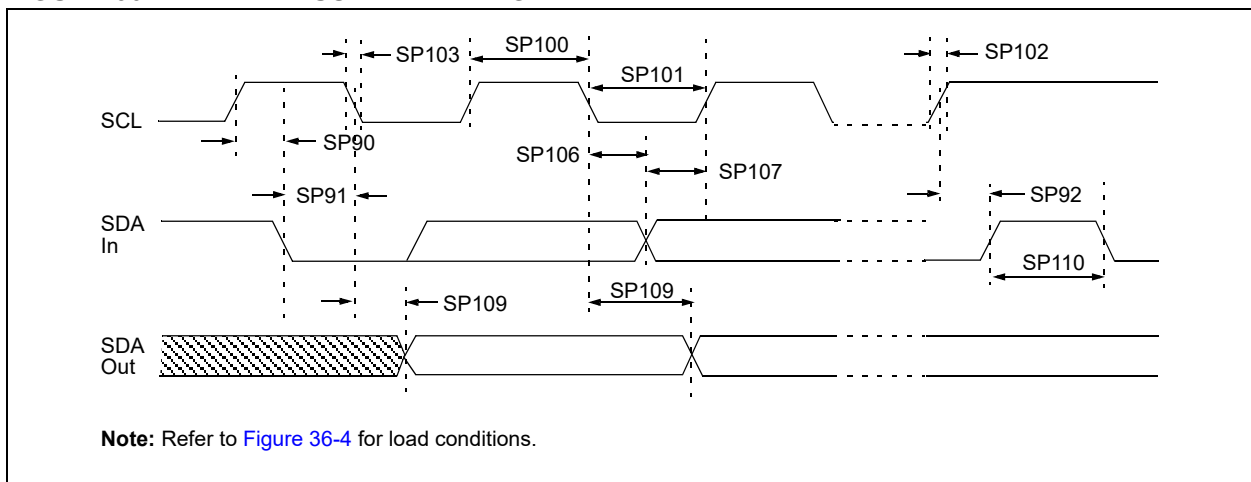 SP103
SP100
SP101
SP102
SCL
SP90
SP106
SP107
SP91
SP92
SDA
In
SP110
SP109
SP109
SDA
Out
Note: Refer to Figure 36-4 for load conditions.